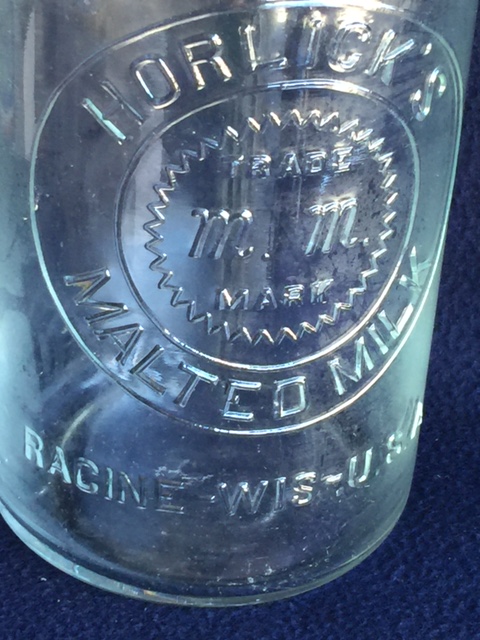 HORLICK'S
TRADE
M. M.
MARK
MALTED MILK
RACINE WIS-U.S.A